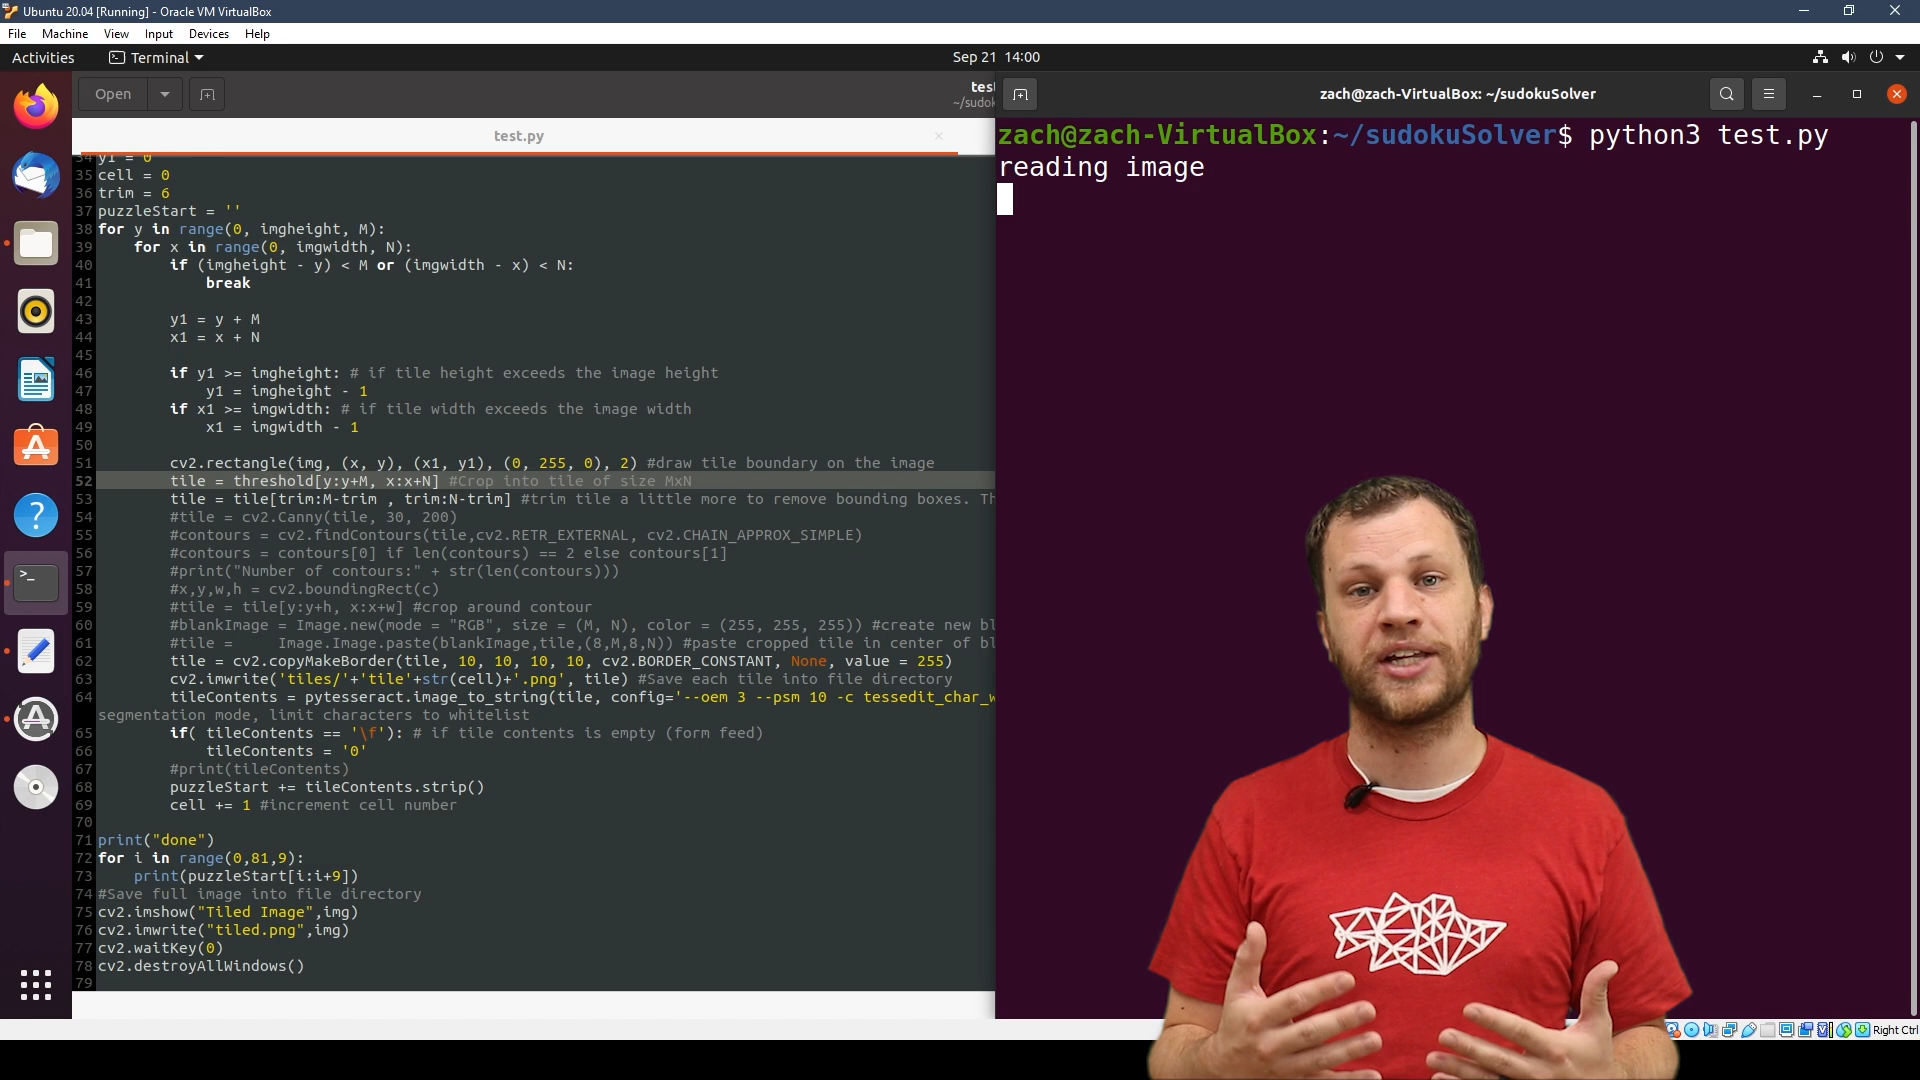 Ubuntu 20.04 [Running] - Oracle VM VirtualBox
File Machine View Input Devices Help
Activities Terminal Sep 21 14:00
Open
tes
~/sudok
zach@zach-VirtualBox: ~/sudokuSolver
test.py
34 y1 = 0
35 cell = 0
36 trim = 6
37 puzzleStart = ''
38 for y in range(0, imgheight, M):
39 for x in range(0, imgwidth, N):
40 if (imgheight - y) < M or (imgwidth - x) < N:
41 break
42
43 y1 = y + M
44 x1 = x + N
45
46 if y1 >= imgheight: # if tile height exceeds the image height
47 y1 = imgheight - 1
48 if x1 >= imgwidth: # if tile width exceeds the image width
49 x1 = imgwidth - 1
50
51 cv2.rectangle(img, (x, y), (x1, y1), (0, 255, 0), 2) #draw tile boundary on the image
52 tile = threshold[y:y+M, x:x+N] #Crop into tile of size MxN
53 tile = tile[trim:M-trim , trim:N-trim] #trim tile a little more to remove bounding boxes. Th
54 #tile = cv2.Canny(tile, 30, 200)
55 #contours = cv2.findContours(tile,cv2.RETR_EXTERNAL, cv2.CHAIN_APPROX_SIMPLE)
56 #contours = contours[0] if len(contours) == 2 else contours[1]
57 #print("Number of contours:" + str(len(contours)))
58 #x,y,w,h = cv2.boundingRect(c)
59 #tile = tile[y:y+h, x:x+w] #crop around contour
60 #blankImage = Image.new(mode = "RGB", size = (M, N), color = (255, 255, 255)) #create new bl
61 #tile = Image.Image.paste(blankImage,tile,(8,M,8,N)) #paste cropped tile in center of bl
62 tile = cv2.copyMakeBorder(tile, 10, 10, 10, 10, cv2.BORDER_CONSTANT, None, value = 255)
63 cv2.imwrite('tiles/'+'tile'+str(cell)+'.png', tile) #Save each tile into file directory
64 tileContents = pytesseract.image_to_string(tile, config='--oem 3 --psm 10 -c tessedit_char_w
segmentation mode, limit characters to whitelist
65 if( tileContents == '\f'): # if tile contents is empty (form feed)
66 tileContents = '0'
67 #print(tileContents)
68 puzzleStart += tileContents.strip()
69 cell += 1 #increment cell number
70
71 print("done")
72 for i in range(0,81,9):
73 print(puzzleStart[i:i+9])
74 #Save full image into file directory
75 cv2.imshow("Tiled Image",img)
76 cv2.imwrite("tiled.png",img)
77 cv2.waitKey(0)
78 cv2.destroyAllWindows()
79
zach@zach-VirtualBox:~/sudokuSolver$ python3 test.py
reading image
Right Ctrl